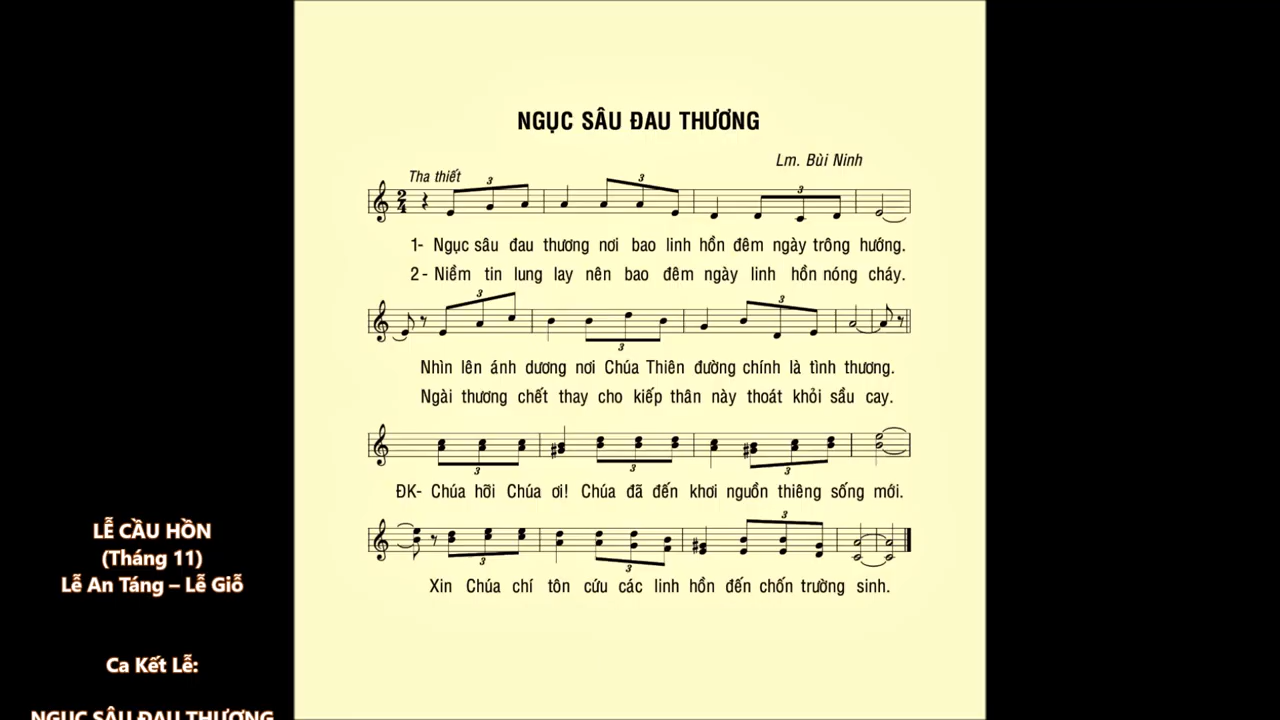 NGỤC SÂU ĐAU THƯƠNG
Lm. Bùi Ninh
Tha thiết
1- Ngục sâu đau thương nơi bao linh hồn đêm ngày trông hướng.
2- Niềm tin lung lay nên bao đêm ngày linh hồn nóng cháy.
Nhìn lên ánh dương nơi Chúa Thiên đường chính là tình thương.
Ngài thương chết thay cho kiếp thân này thoát khỏi sầu cay.
ĐK- Chúa hõi Chúa ơi! Chúa đã đến khơi nguồn thiêng sống mới.
Xin Chúa chí tôn cứu các linh hồn đến chốn trường sinh.
LỄ CẦU HỒN
(Tháng 11)
Lễ An Táng – Lễ Giỗ
Ca Kết Lễ:
NGỤC SÂU ĐAU THƯƠNG